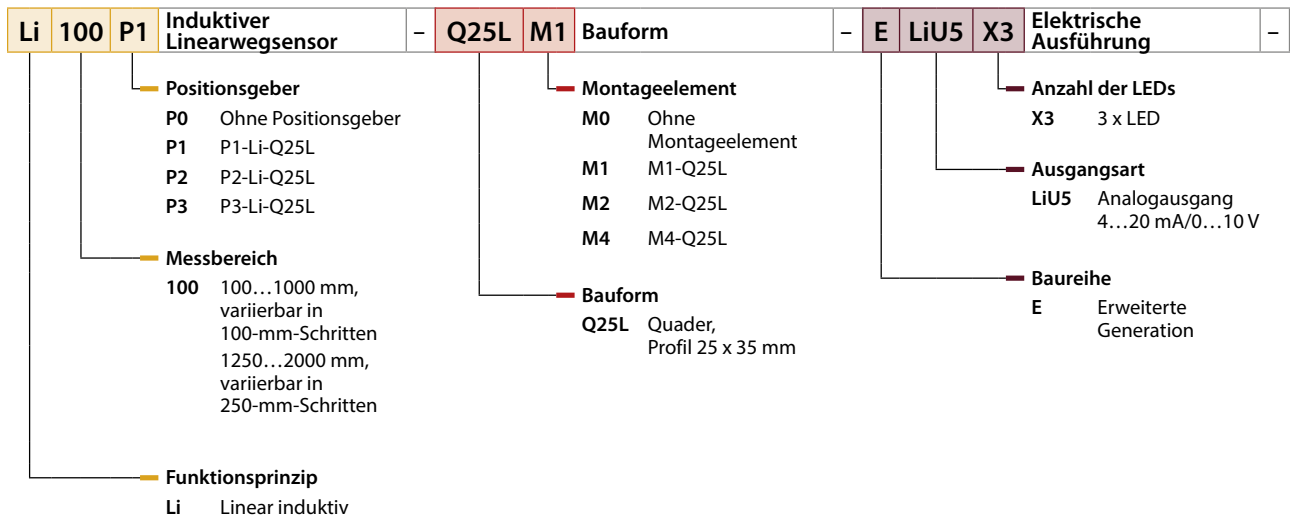 Li 100 P1 Induktiver Linearwegsensor – Q25L M1 Bauform – E LiU5 X3 Elektrische Ausführung –
Positionsgeber
P0 Ohne Positionsgeber
P1 P1-Li-Q25L
P2 P2-Li-Q25L
P3 P3-Li-Q25L
Messbereich
100 100…1000 mm,
variierbar in
100-mm-Schritten
1250…2000 mm,
variierbar in
250-mm-Schritten
Funktionsprinzip
Li Linear induktiv
Montageelement
M0 Ohne
Montageelement
M1 M1-Q25L
M2 M2-Q25L
M4 M4-Q25L
Bauform
Q25L Quader,
Profil 25 x 35 mm
Anzahl der LEDs
X3 3 x LED
Ausgangsart
LiU5 Analogausgang
4…20 mA/0…10 V
Baureihe
E Erweiterte
Generation